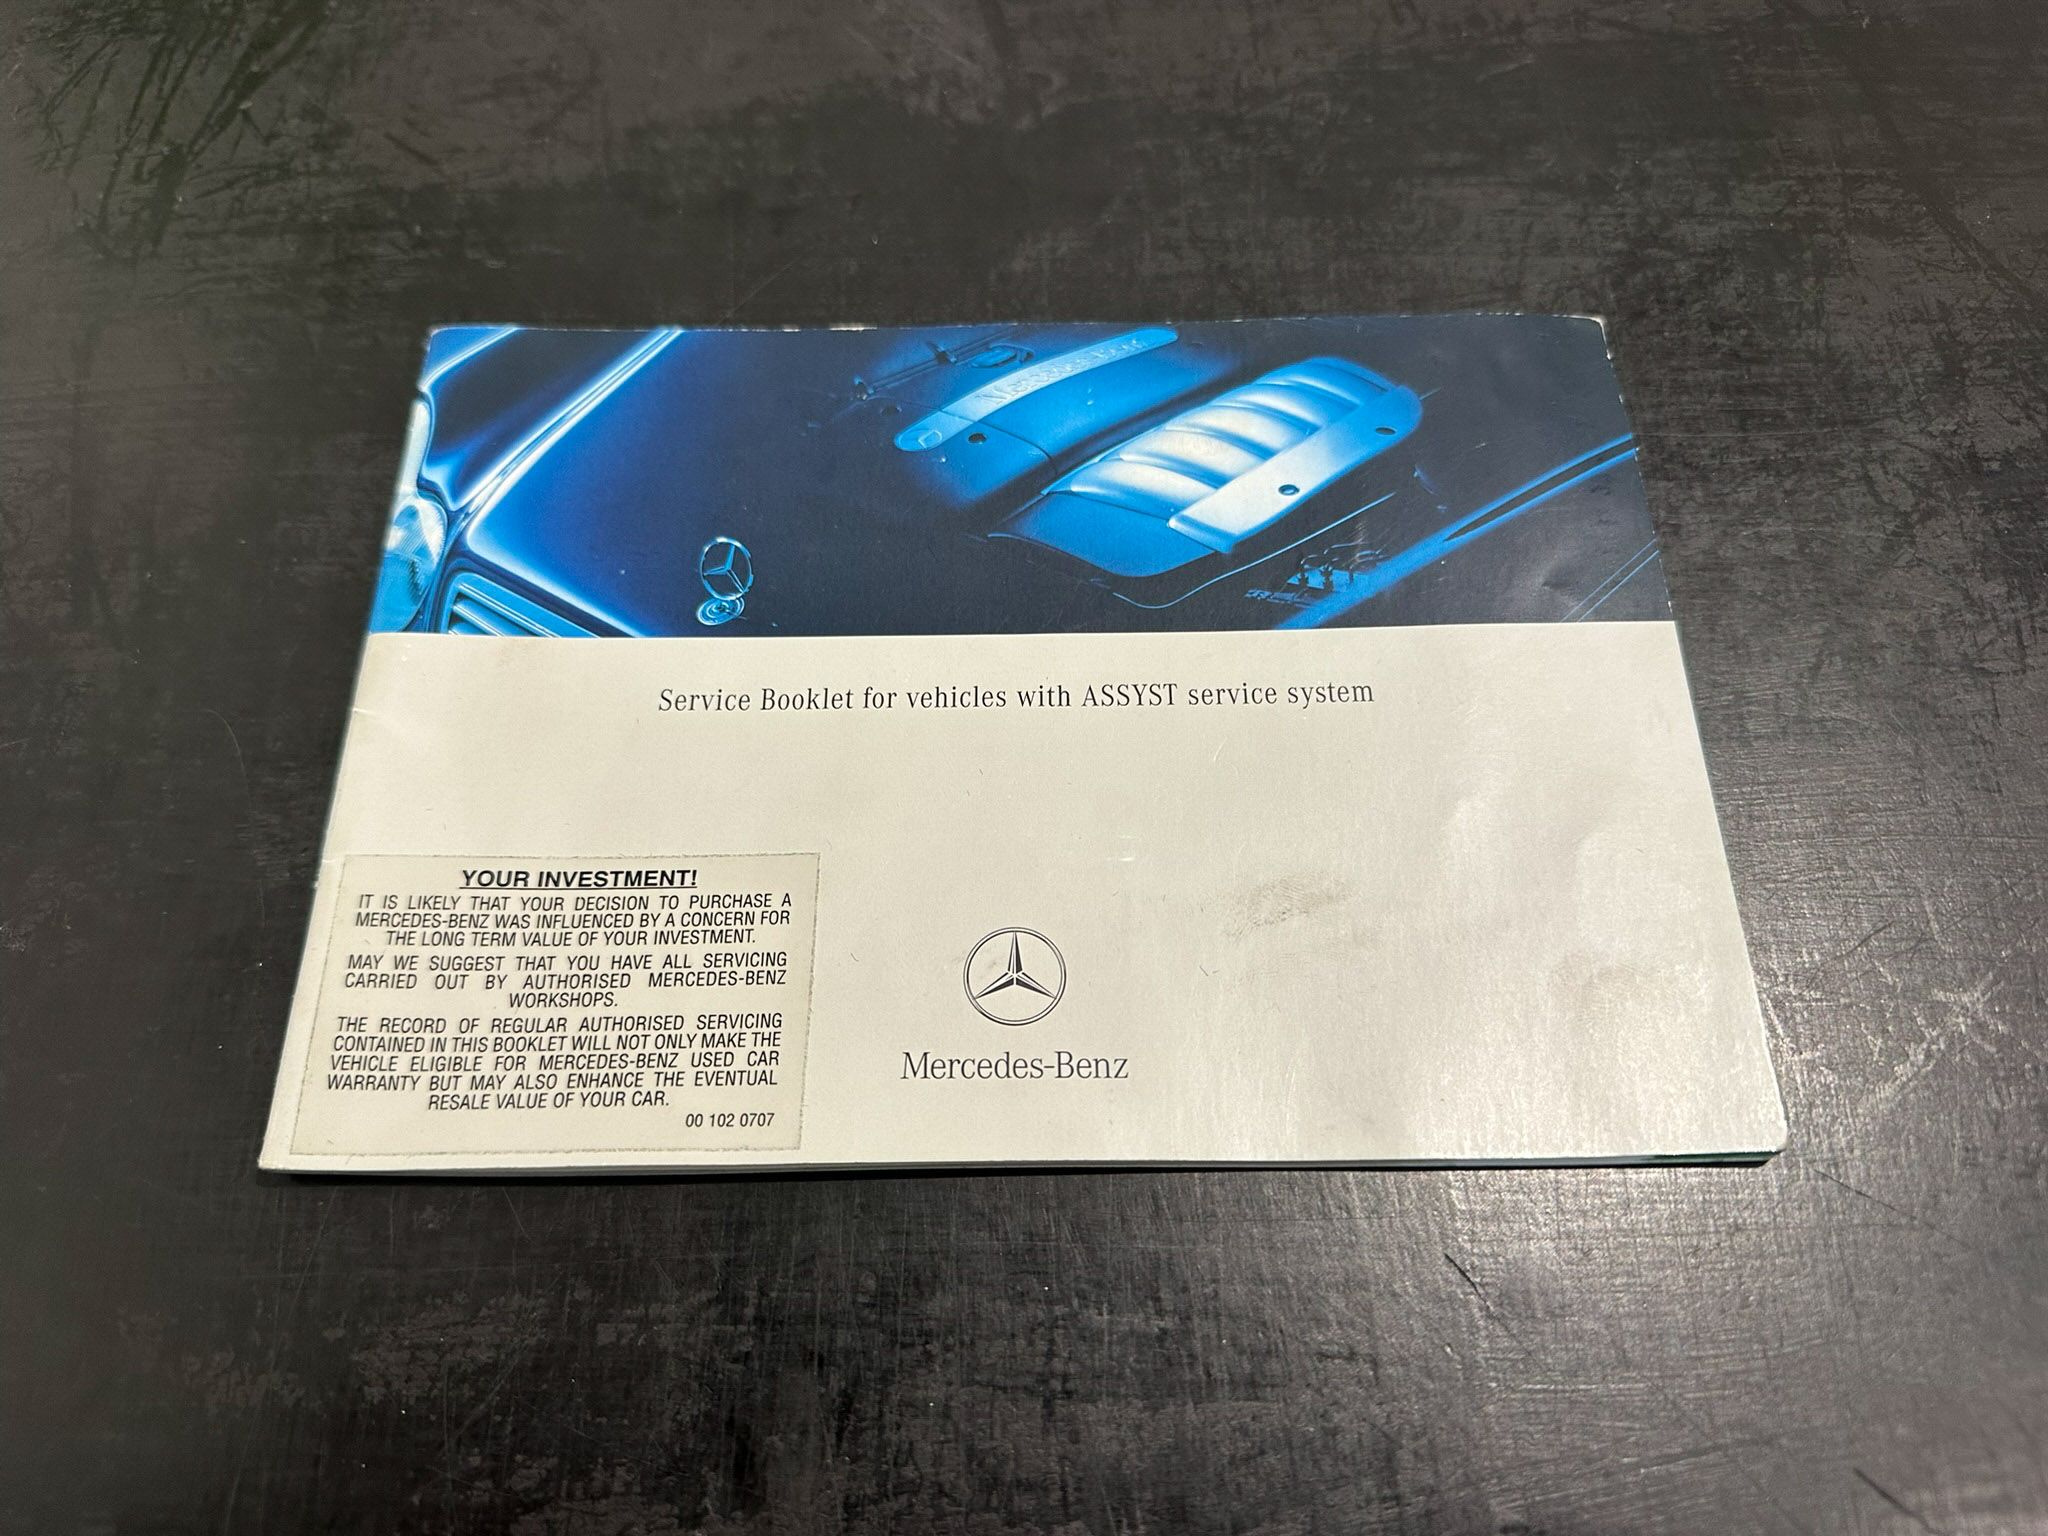 Mercedes-Benz
Service Booklet for vehicles with ASSYST service system
YOUR INVESTMENT!
IT IS LIKELY THAT YOUR DECISION TO PURCHASE A
MERCEDES-BENZ WAS INFLUENCED BY A CONCERN FOR
THE LONG TERM VALUE OF YOUR INVESTMENT.
MAY WE SUGGEST THAT YOU HAVE ALL SERVICING
CARRIED OUT BY AUTHORISED MERCEDES-BENZ
WORKSHOPS.
THE RECORD OF REGULAR AUTHORISED SERVICING
CONTAINED IN THIS BOOKLET WILL NOT ONLY MAKE THE
VEHICLE ELIGIBLE FOR MERCEDES-BENZ USED CAR
WARRANTY BUT MAY ALSO ENHANCE THE EVENTUAL
RESALE VALUE OF YOUR CAR.
00 102 0707
Mercedes-Benz